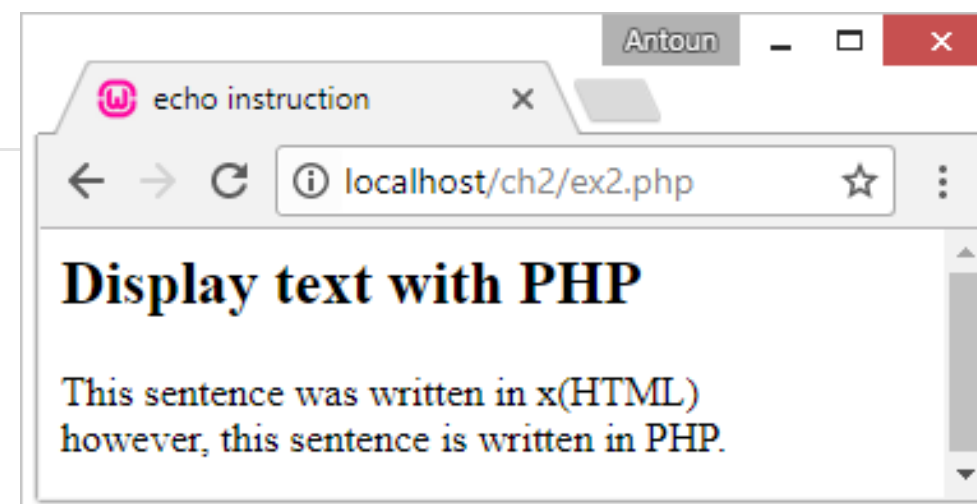 Antoun
echo instruction
localhost/ch2/ex2.php
Display text with PHP
This sentence was written in x(HTML)
however, this sentence is written in PHP.